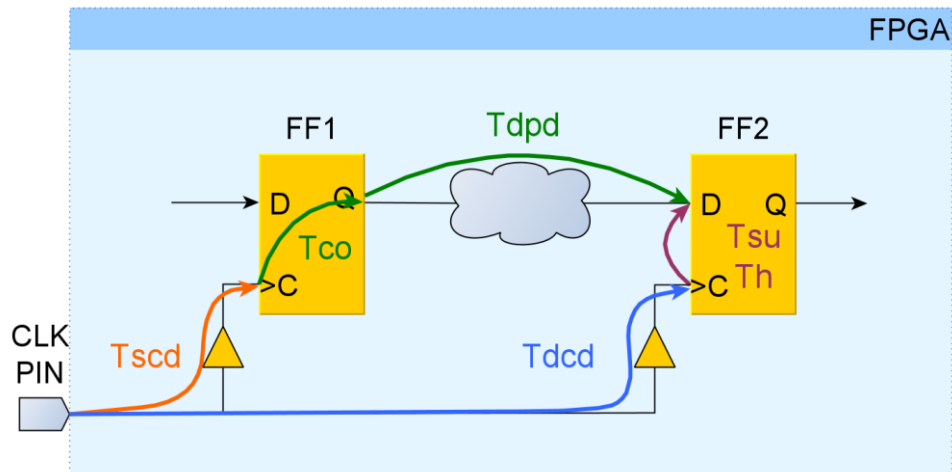 FPGA
FF1
Tdpd
FF2
D
Q
D
Q
Tco
Tsu
>C
Th
>C
CLK
PIN
Tscd
Tdcd